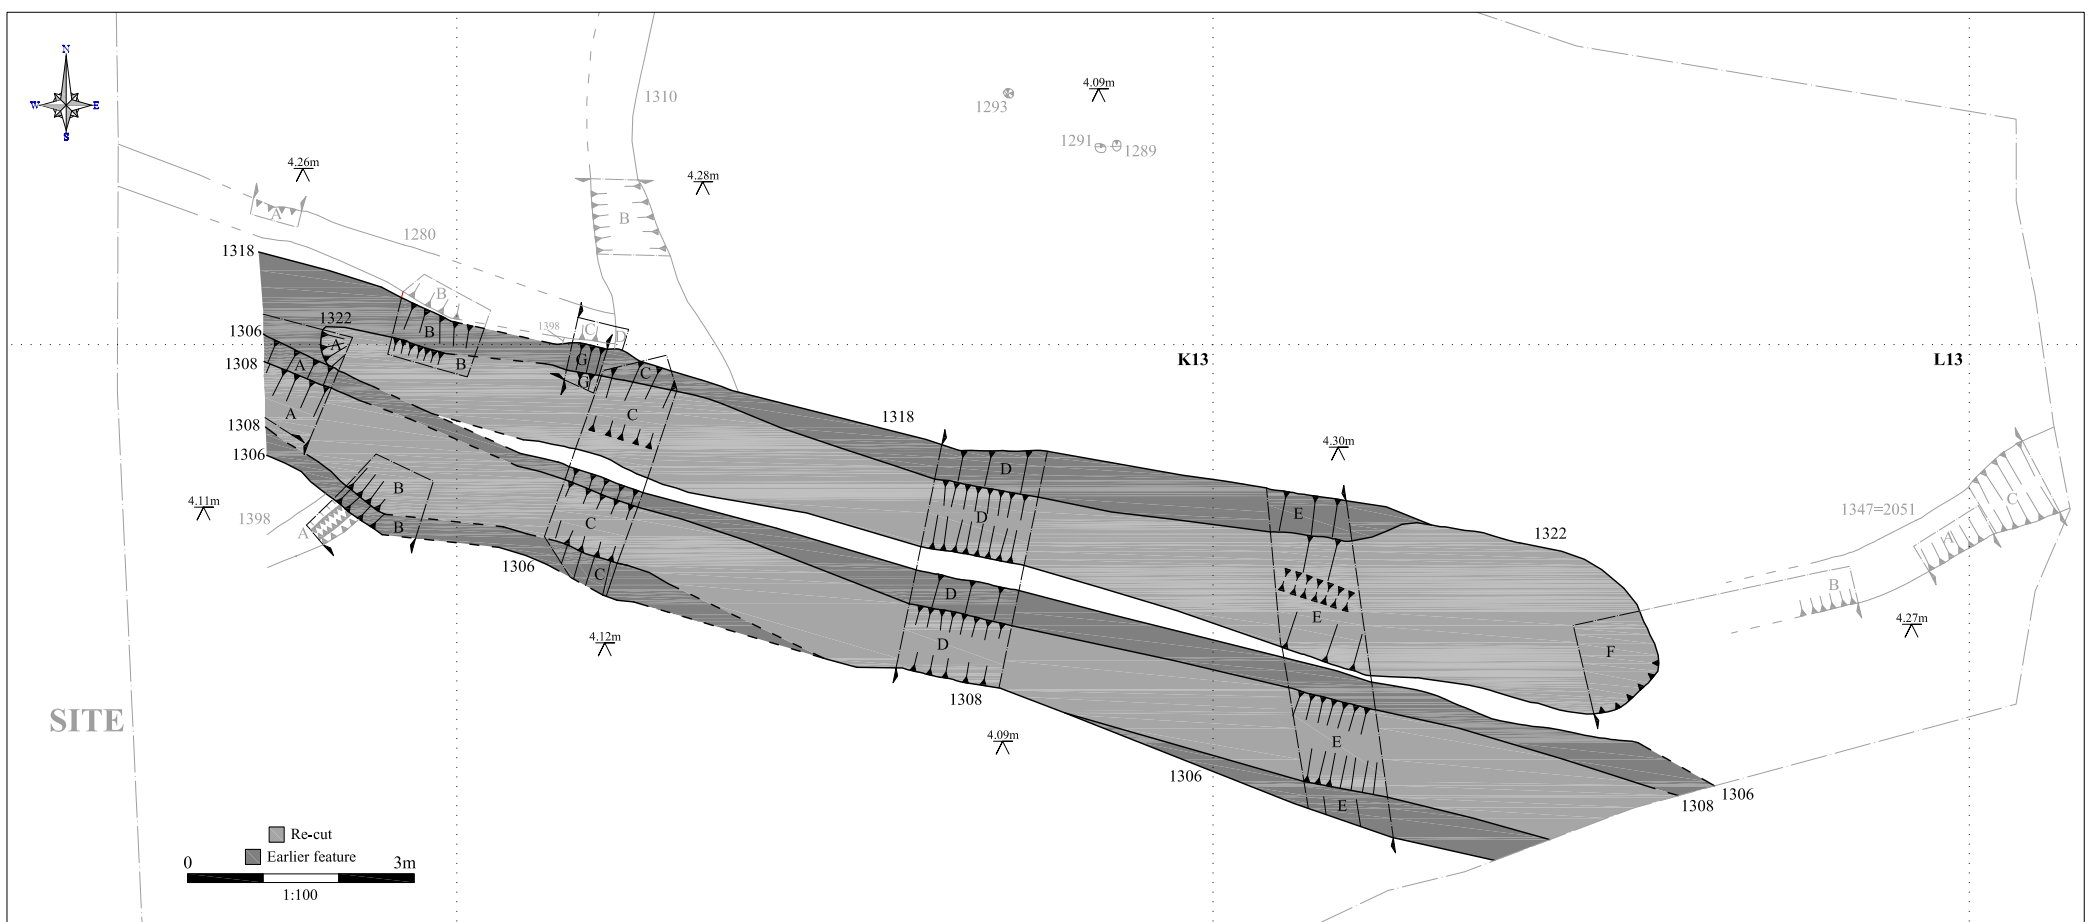 N
W E
S
1310
1293
4.09m
1291 1289
4.26m
4.28m
A
B
1280
1318
B
1322
1398
C D
1306
A
B
G
K13
L13
1308
A
B
G
C
A
C
1318
4.30m
1308
1306
B
D
E
4.11m
1398
A
B
C
D
1322
1347=2051
C
A
1306
C
D
E
B
4.12m
D
F
4.27m
1308
SITE
4.09m
E
1306
E
1308 1306
Re-cut
Earlier feature
0 3m
1:100